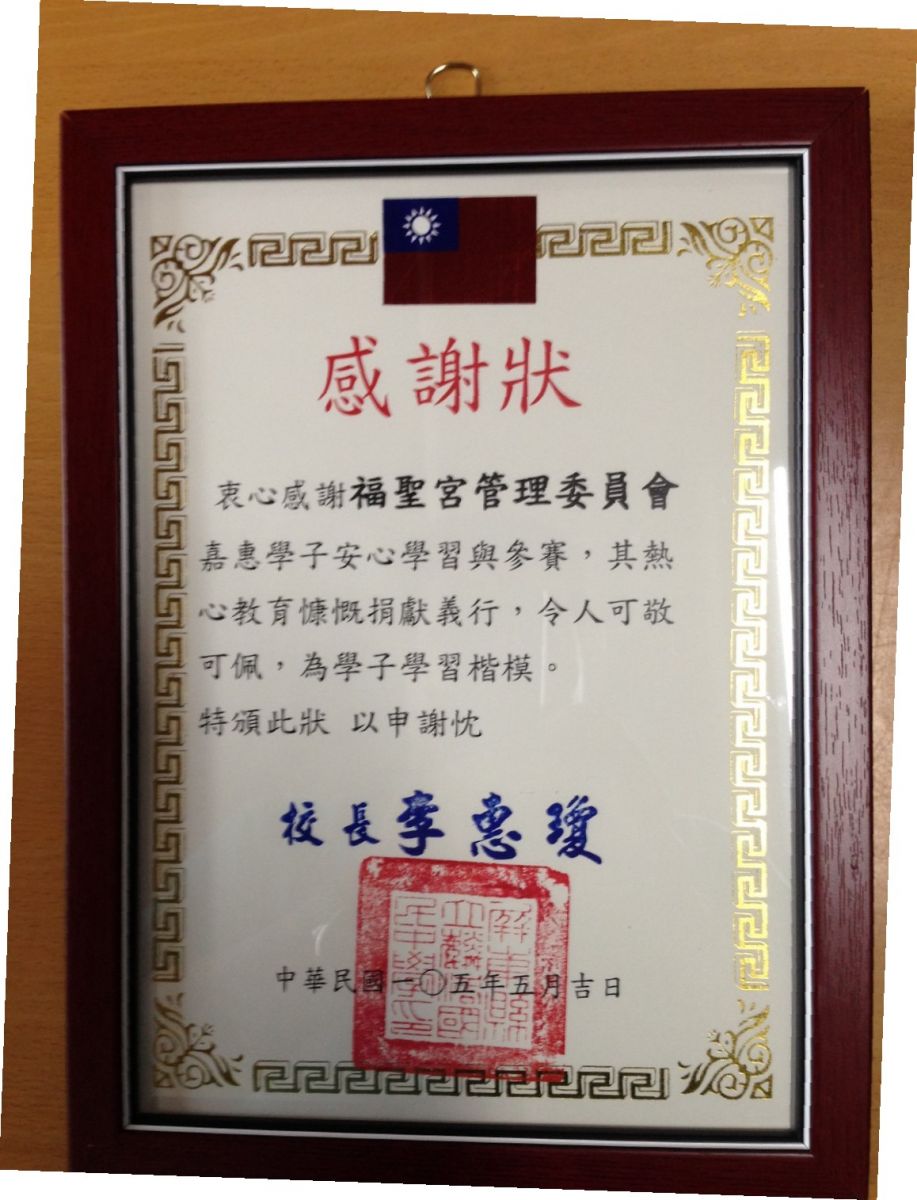 感謝狀
衷心感謝福聖宮管理委員會
嘉惠學子安心學習與參賽，其熱
心教育慷慨捐獻義行，令人可敬
可佩，為學子學習楷模。
特頒此狀 以申謝忱
校長李惠瓊
中華民國一〇五年五月吉日